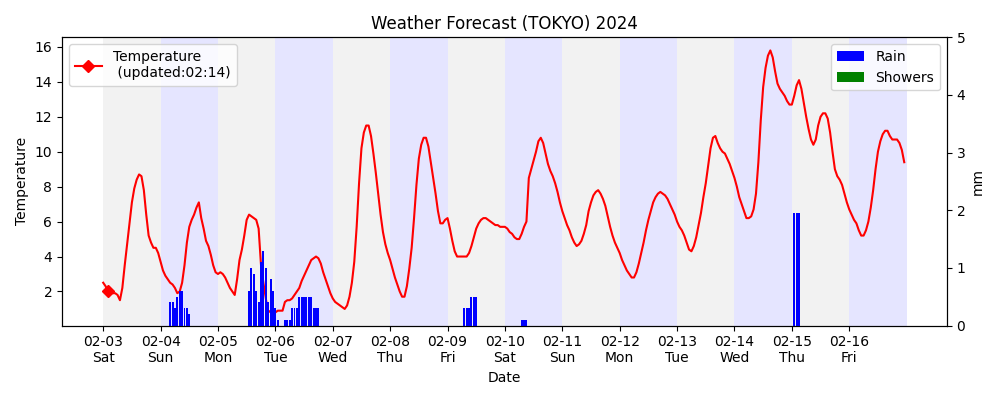 Weather Forecast (TOKYO) 2024
Temperature
(updated:02:14)
Rain
Showers
16
14
12
10
8
6
4
2
Temperature
5
4
3
2
1
0
mm
02-03 02-04 02-05 02-06 02-07 02-08 02-09 02-10 02-11 02-12 02-13 02-14 02-15 02-16
Sat Sun Mon Tue Wed Thu Fri Sat Sun Mon Tue Wed Thu Fri
Date